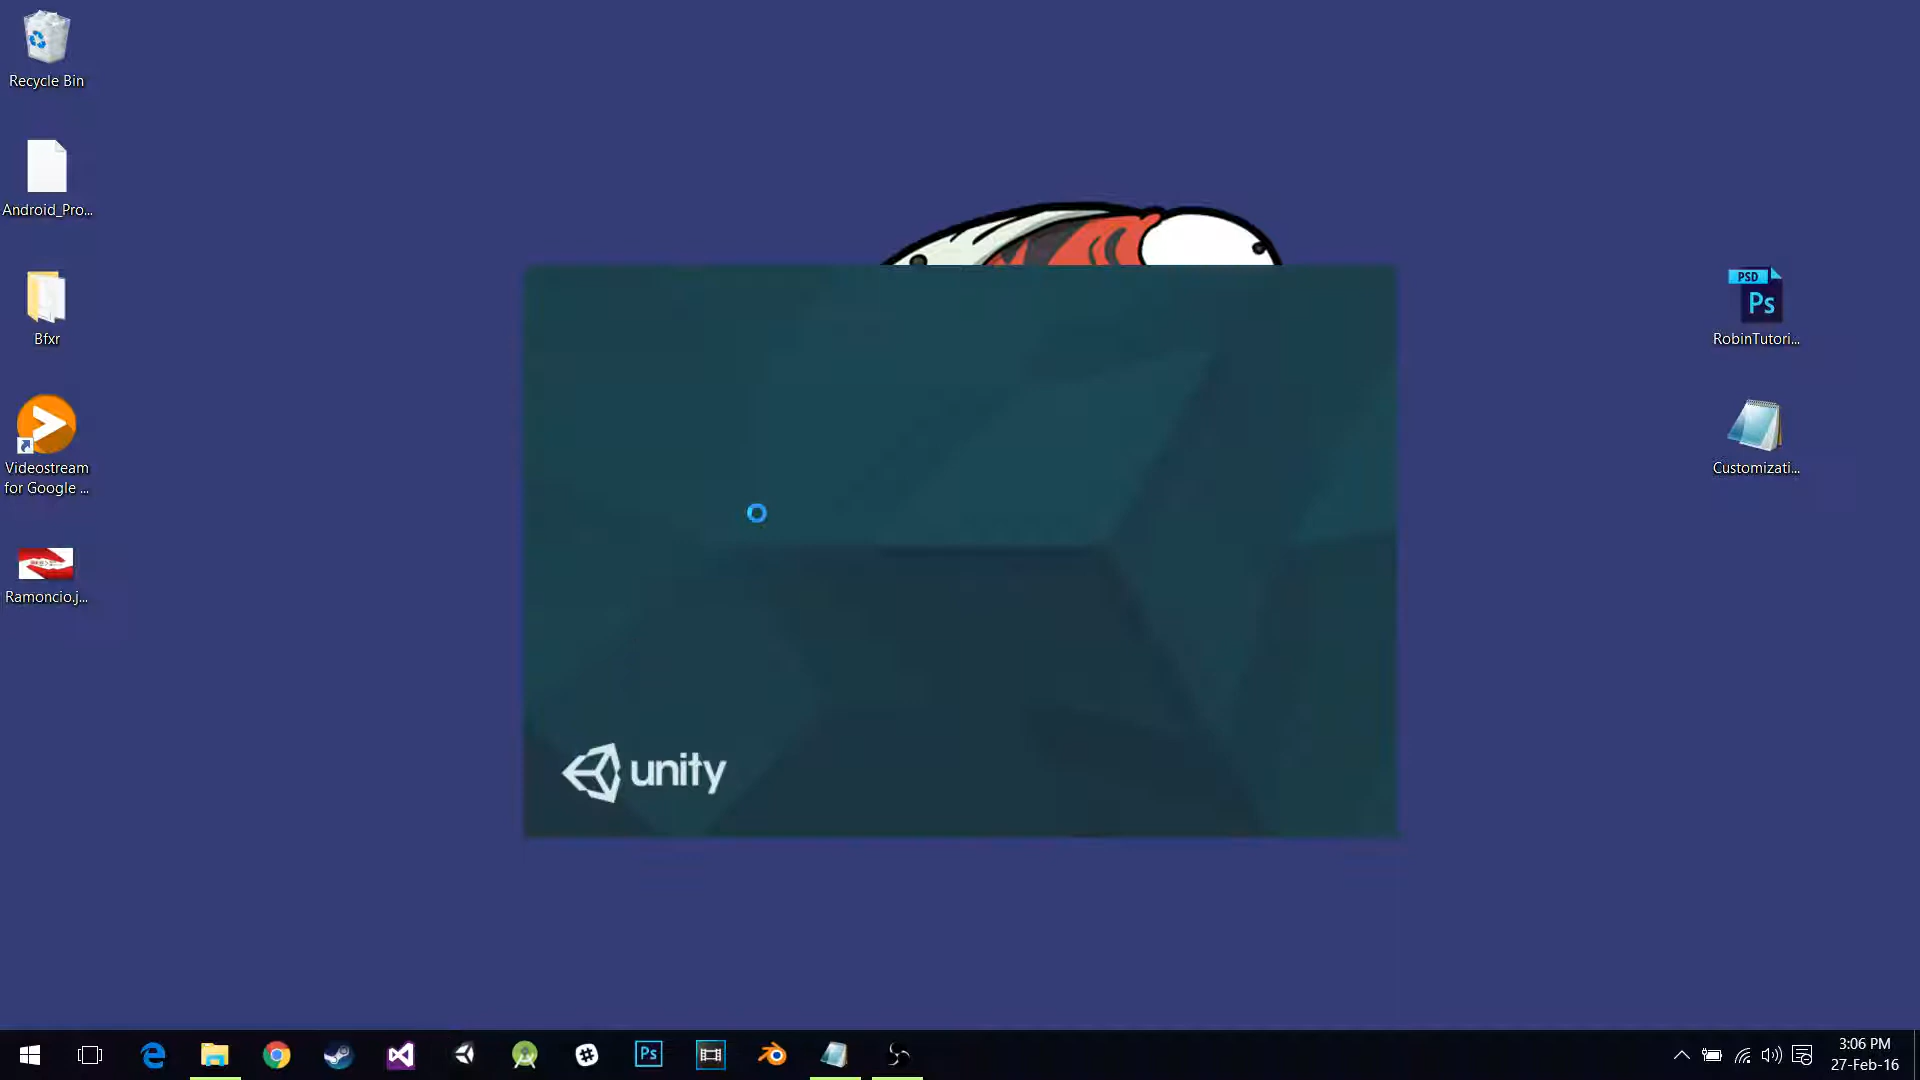 Recycle Bin
Android_Pro...
Bfxr
Videostream
for Google ...
Ramoncio.j...
PSD
Ps
RobinTutori...
Customizati...
unity
Ps
3:06 PM
27-Feb-16